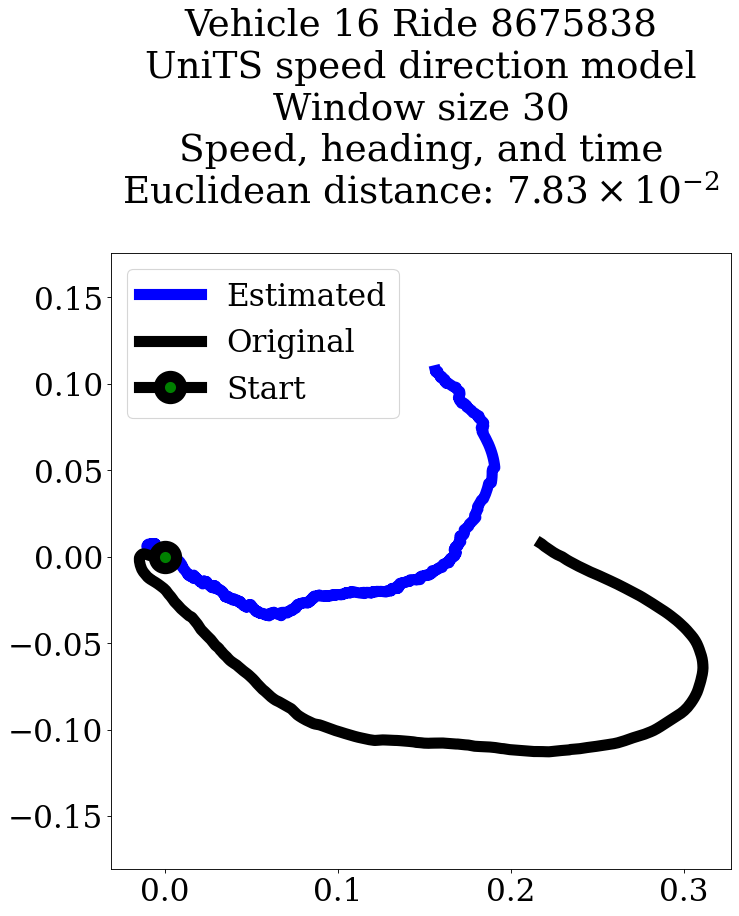 Vehicle 16 Ride 8675838
UniTS speed direction model
Window size 30
Speed, heading, and time
Euclidean distance: 7.83 × 10⁻²
Estimated
Original
Start
0.15
0.10
0.05
0.00
−0.05
−0.10
−0.15
0.0 0.1 0.2 0.3